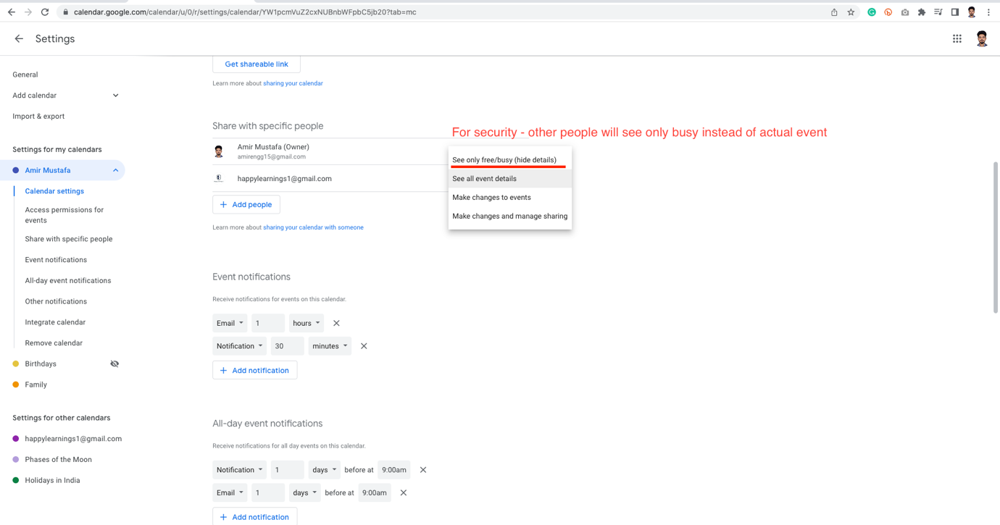 calendar.google.com/calendar/u/0/r/settings/calendar/YW1pcmVuZ2cxNUBnbWFpbC5jb20?tab=mc
Settings
General
Add calendar
Import & export
Settings for my calendars
Amir Mustafa
Calendar settings
Access permissions for
events
Share with specific people
Event notifications
All-day event notifications
Other notifications
Integrate calendar
Remove calendar
Birthdays
Family
Settings for other calendars
happylearnings1@gmail.com
Phases of the Moon
Holidays in India
Get shareable link
Learn more about sharing your calendar
Share with specific people
For security - other people will see only busy instead of actual event
Amir Mustafa (Owner)
amirengg15@gmail.com
happylearnings1@gmail.com
See only free/busy (hide details)
See all event details
Make changes to events
Make changes and manage sharing
+ Add people
Learn more about sharing your calendar with someone
Event notifications
Receive notifications for events on this calendar.
Email 1 hours
Notification 30 minutes
+ Add notification
All-day event notifications
Receive notifications for all day events on this calendar.
Notification 1 days before at 9:00am
Email 1 days before at 9:00am
+ Add notification